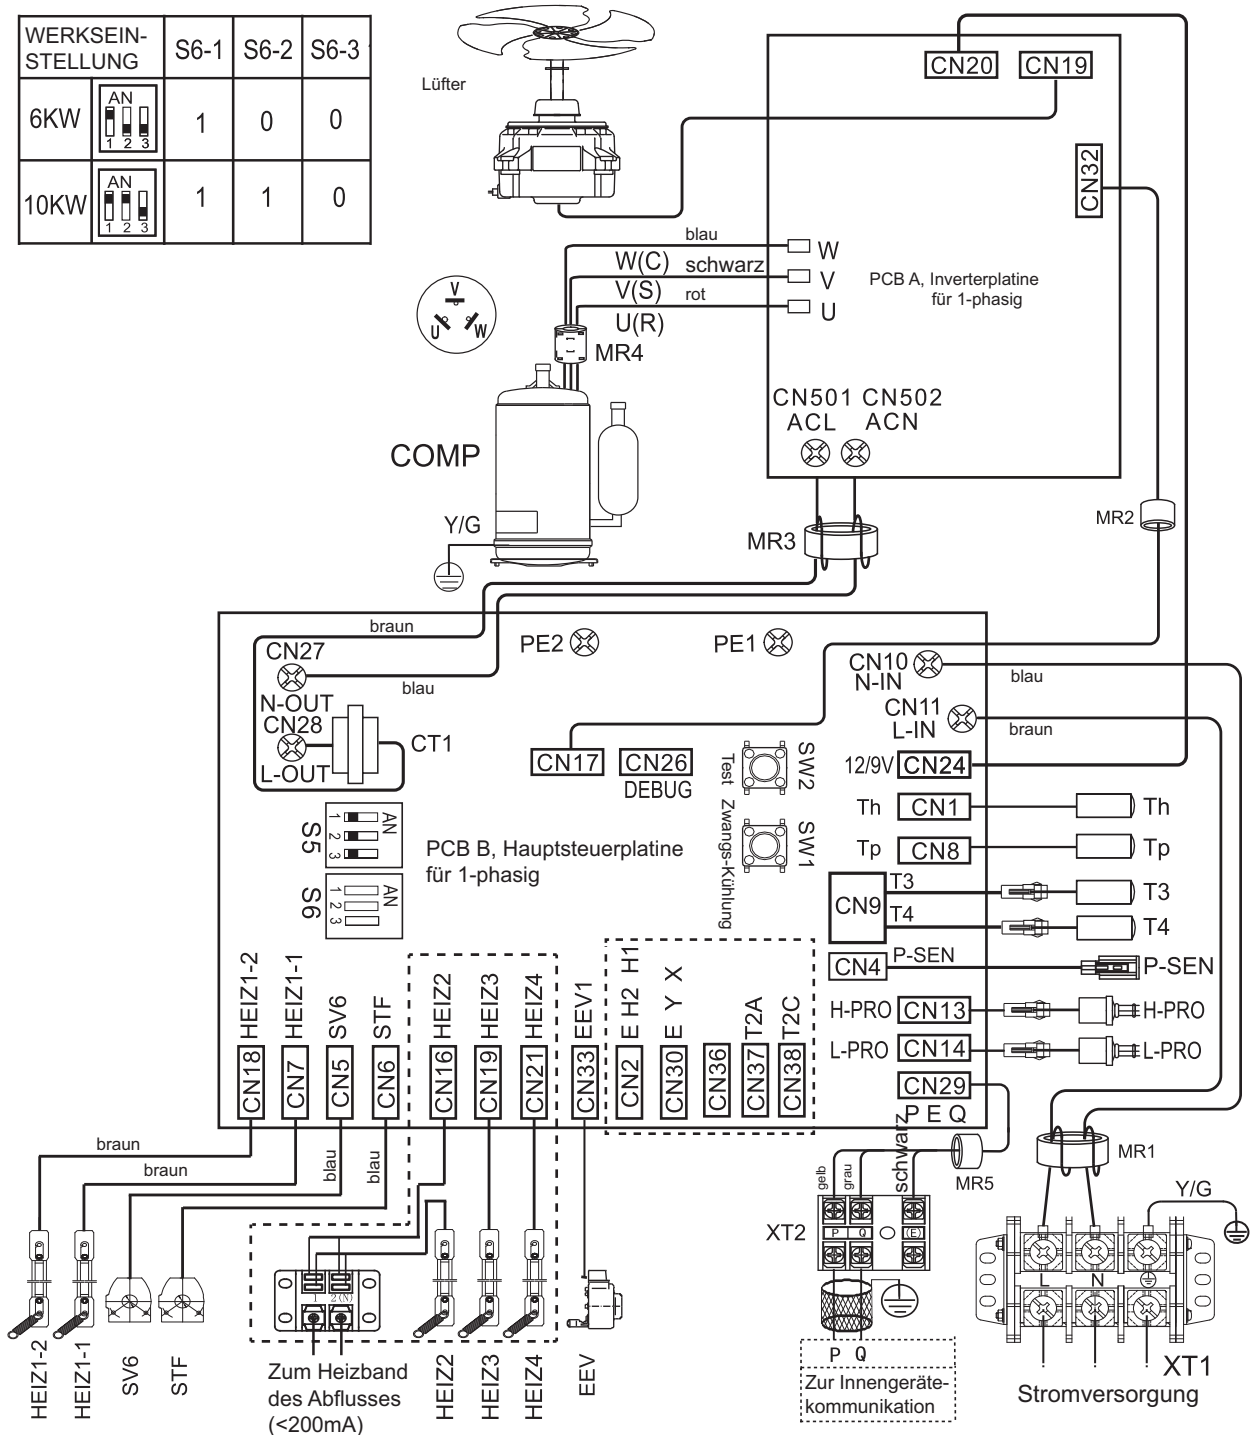 WERKSEIN-
STELLUNG
S6-1
S6-2
S6-3
6KW
AN
1 2 3
1
0
0
10KW
AN
1 2 3
1
1
0
Lüfter
CN20
CN19
CN32
blau
W
W(C)
schwarz
V
V(S)
rot
U
U(R)
PCB A, Inverterplatine
für 1-phasig
V
U
W
MR4
CN501
CN502
ACL
ACN
COMP
Y/G
MR3
MR2
braun
CN27
N-OUT
blau
CN28
L-OUT
CT1
PE2
PE1
CN10
N-IN
blau
CN11
L-IN
braun
CN17
CN26
DEBUG
SW2
Test
SW1
Zwangs-Kühlung
12/9V
CN24
Th
CN1
Th
Tp
CN8
Tp
CN9
T3
T3
T4
T4
CN4
P-SEN
P-SEN
H-PRO
CN13
H-PRO
L-PRO
CN14
L-PRO
CN29
P E Q
S5
1
2
3
AN
S6
1
2
3
AN
PCB B, Hauptsteuerplatine
für 1-phasig
HEIZ1-2
CN18
HEIZ1-1
CN7
SV6
CN5
STF
CN6
HEIZ2
CN16
HEIZ3
CN19
HEIZ4
CN21
EEV1
CN33
E H2 H1
CN2
E Y X
CN30
CN36
T2A
CN37
T2C
CN38
braun
braun
blau
blau
gelb
grau
schwarz
MR5
MR1
Y/G
XT2
P
Q
(E)
L
N
1
2(N)
P Q
Zur Innengeräte-
kommunikation
XT1
Stromversorgung
HEIZ1-2
HEIZ1-1
SV6
STF
Zum Heizband
des Abflusses
(<200mA)
HEIZ2
HEIZ3
HEIZ4
EEV